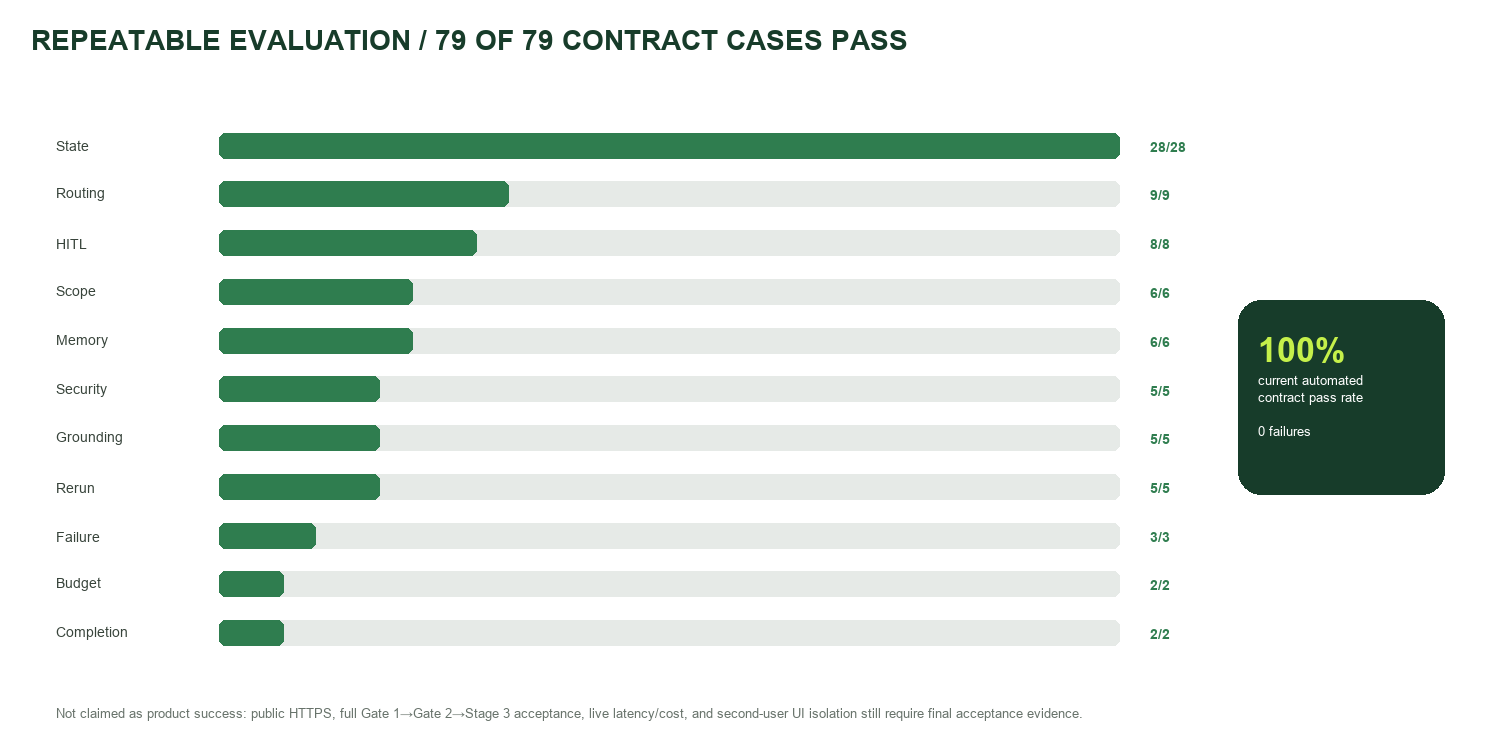 REPEATABLE EVALUATION / 79 OF 79 CONTRACT CASES PASS
State 28/28
Routing 9/9
HITL 8/8
Scope 6/6
Memory 6/6
Security 5/5
Grounding 5/5
Rerun 5/5
Failure 3/3
Budget 2/2
Completion 2/2
100%
current automated
contract pass rate
0 failures
Not claimed as product success: public HTTPS, full Gate 1→Gate 2→Stage 3 acceptance, live latency/cost, and second-user UI isolation still require final acceptance evidence.